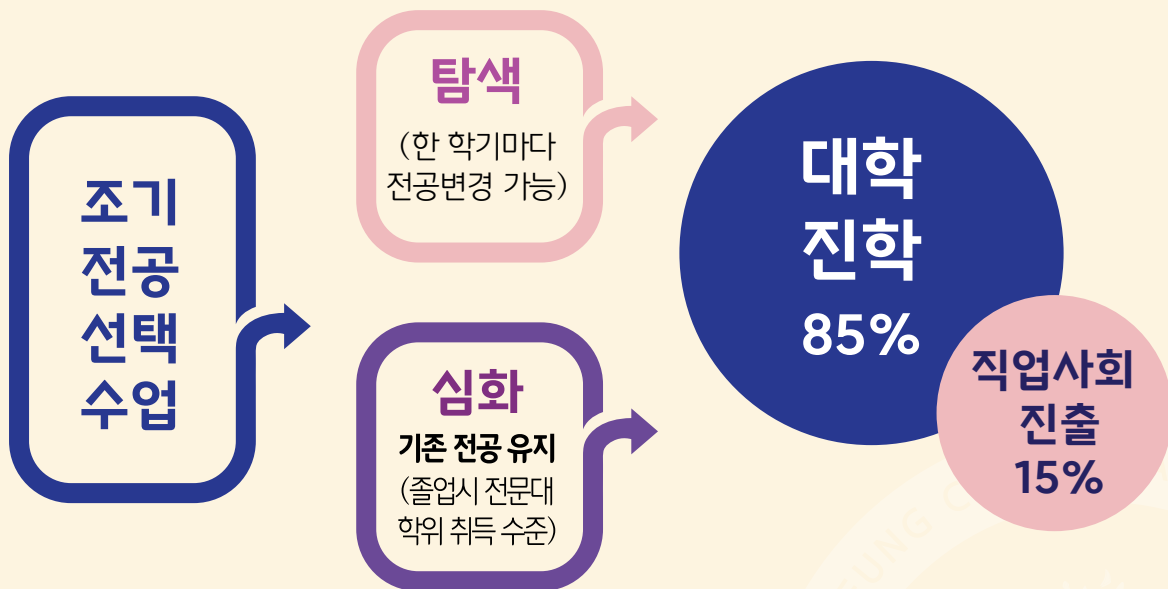 조기
전공
선택
수업
탐색
(한 학기마다
전공변경 가능)
심화
기존 전공 유지
(졸업시 전문대
학위 취득 수준)
대학
진학
85%
직업사회
진출
15%